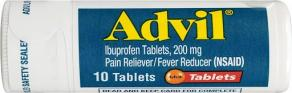 Advil®
Ibuprofen Tablets, 200 mg
Pain Reliever/Fever Reducer (NSAID)
10 Tablets
Tablets
READ AND KEEP CARD FOR COMPLETE
SAFETY SEALED